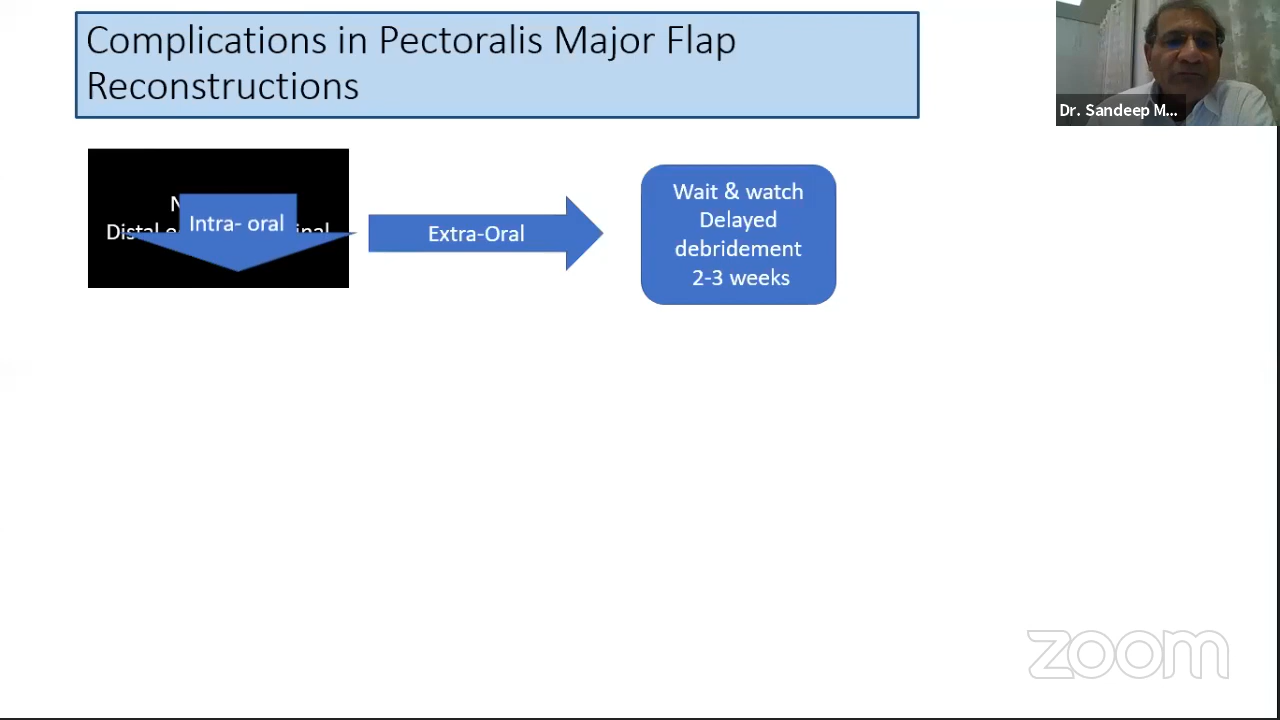 Complications in Pectoralis Major Flap
Reconstructions
Dr. Sandeep M...
Intra- oral
Extra-Oral
Wait & watch
Delayed
debridement
2-3 weeks
zoom